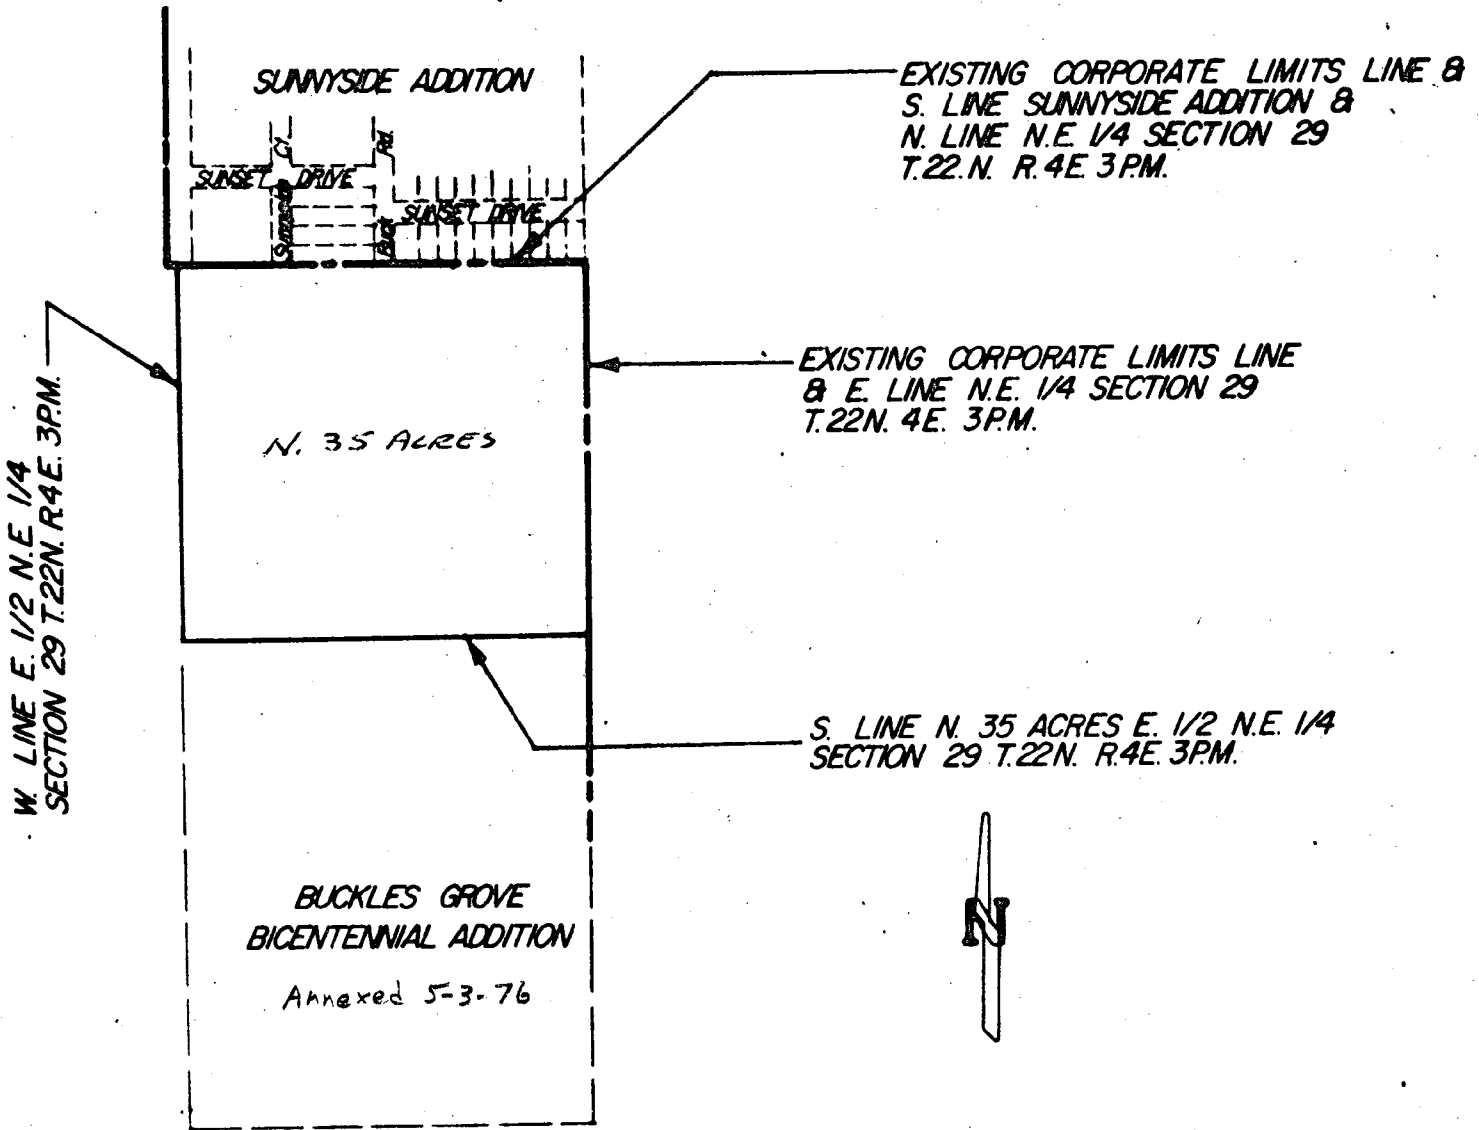 SUNNYSIDE ADDITION
EXISTING CORPORATE LIMITS LINE &
S. LINE SUNNYSIDE ADDITION &
N. LINE N.E. 1/4 SECTION 29
T.22.N. R.4E. 3P.M.
Ct.
Rd.
SUNSET DRIVE
SUNSET DRIVE
EXISTING CORPORATE LIMITS LINE
& E. LINE N.E. 1/4 SECTION 29
T.22N. 4E. 3P.M.
W. LINE E. 1/2 N.E. 1/4
SECTION 29 T.22N. R.4E. 3P.M.
N. 35 ACRES
S. LINE N. 35 ACRES E. 1/2 N.E. 1/4
SECTION 29 T.22N. R.4E. 3P.M.
BUCKLES GROVE
BICENTENNIAL ADDITION
Annexed 5-3-76
N